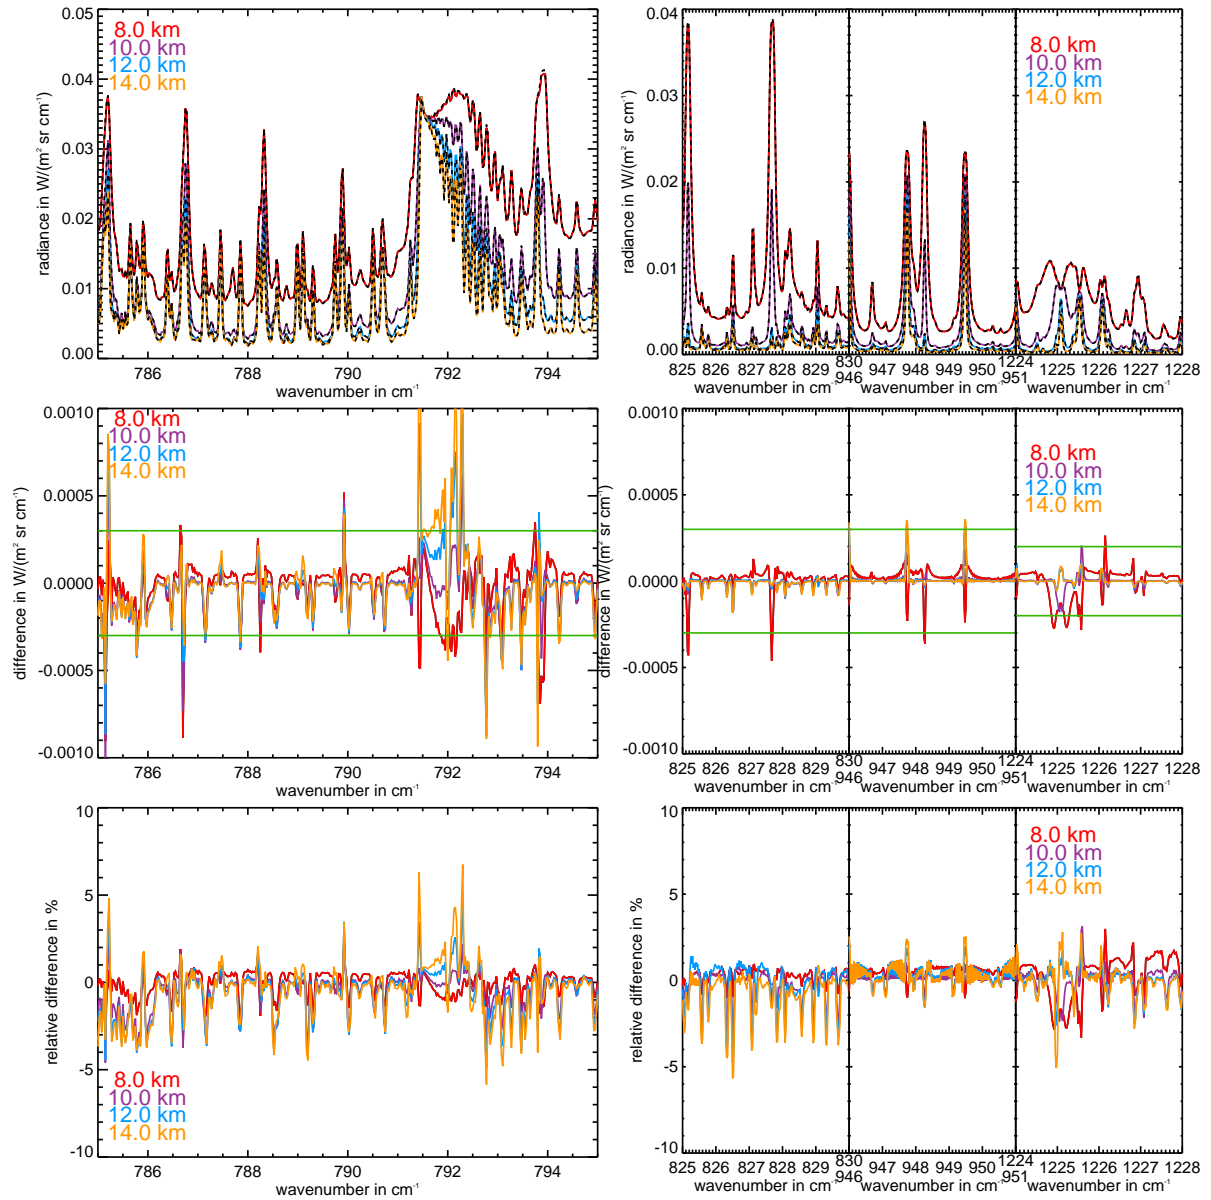 0.05
0.04
0.03
0.02
0.01
0.00
radiance in W/(m² sr cm⁻¹)
8.0 km
10.0 km
12.0 km
14.0 km
786 788 790 792 794
wavenumber in cm⁻¹
0.04
0.03
0.02
0.01
0.00
radiance in W/(m² sr cm⁻¹)
8.0 km
10.0 km
12.0 km
14.0 km
825 826 827 828 829 830
946 947 948 949 950 951
1224 1225 1226 1227 1228
wavenumber in cm⁻¹ wavenumber in cm⁻¹ wavenumber in cm⁻¹
0.0010
0.0005
0.0000
-0.0005
-0.0010
difference in W/(m² sr cm⁻¹)
8.0 km
10.0 km
12.0 km
14.0 km
786 788 790 792 794
wavenumber in cm⁻¹
0.0010
0.0005
0.0000
-0.0005
-0.0010
difference in W/(m² sr cm⁻¹)
8.0 km
10.0 km
12.0 km
14.0 km
825 826 827 828 829 830
946 947 948 949 950 951
1224 1225 1226 1227 1228
wavenumber in cm⁻¹ wavenumber in cm⁻¹ wavenumber in cm⁻¹
10
5
0
-5
-10
relative difference in %
8.0 km
10.0 km
12.0 km
14.0 km
786 788 790 792 794
wavenumber in cm⁻¹
10
5
0
-5
-10
relative difference in %
8.0 km
10.0 km
12.0 km
14.0 km
825 826 827 828 829 830
946 947 948 949 950 951
1224 1225 1226 1227 1228
wavenumber in cm⁻¹ wavenumber in cm⁻¹ wavenumber in cm⁻¹